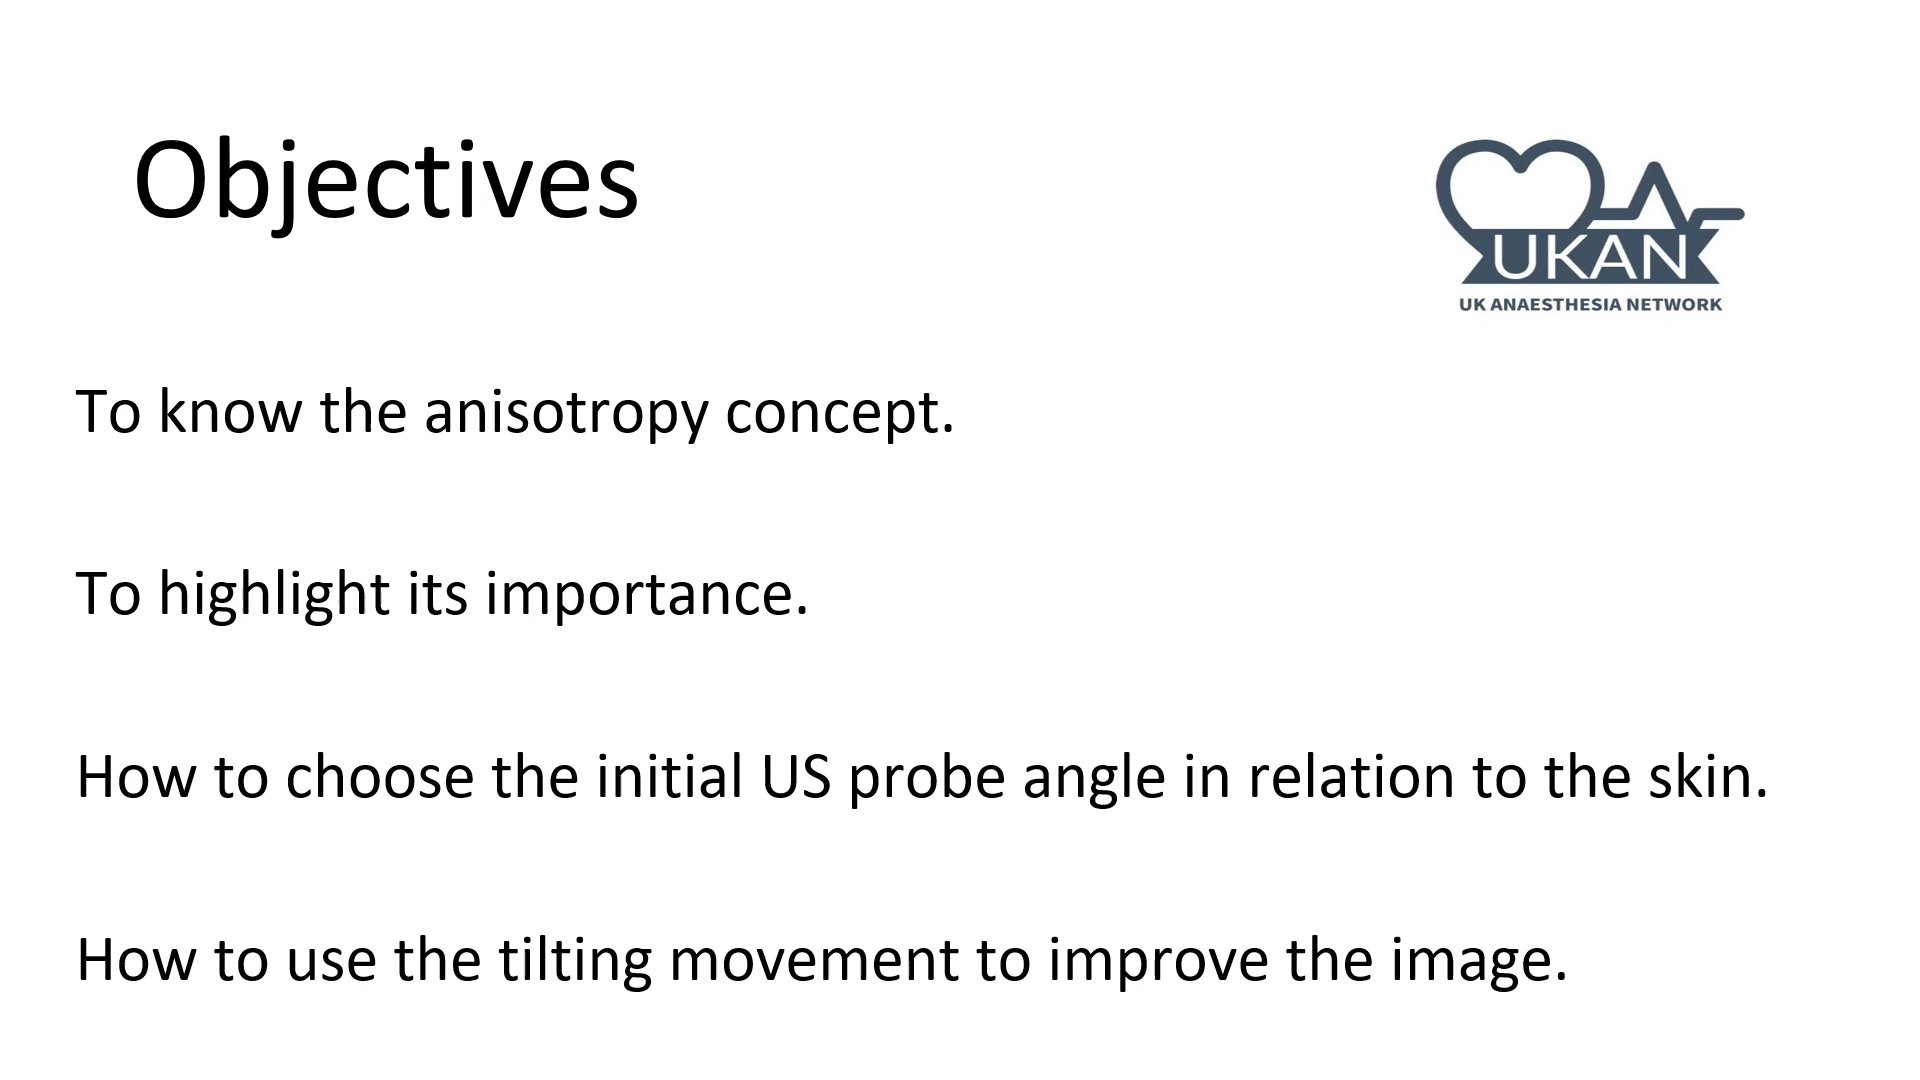 Objectives
UKAN
UK ANAESTHESIA NETWORK
To know the anisotropy concept.
To highlight its importance.
How to choose the initial US probe angle in relation to the skin.
How to use the tilting movement to improve the image.